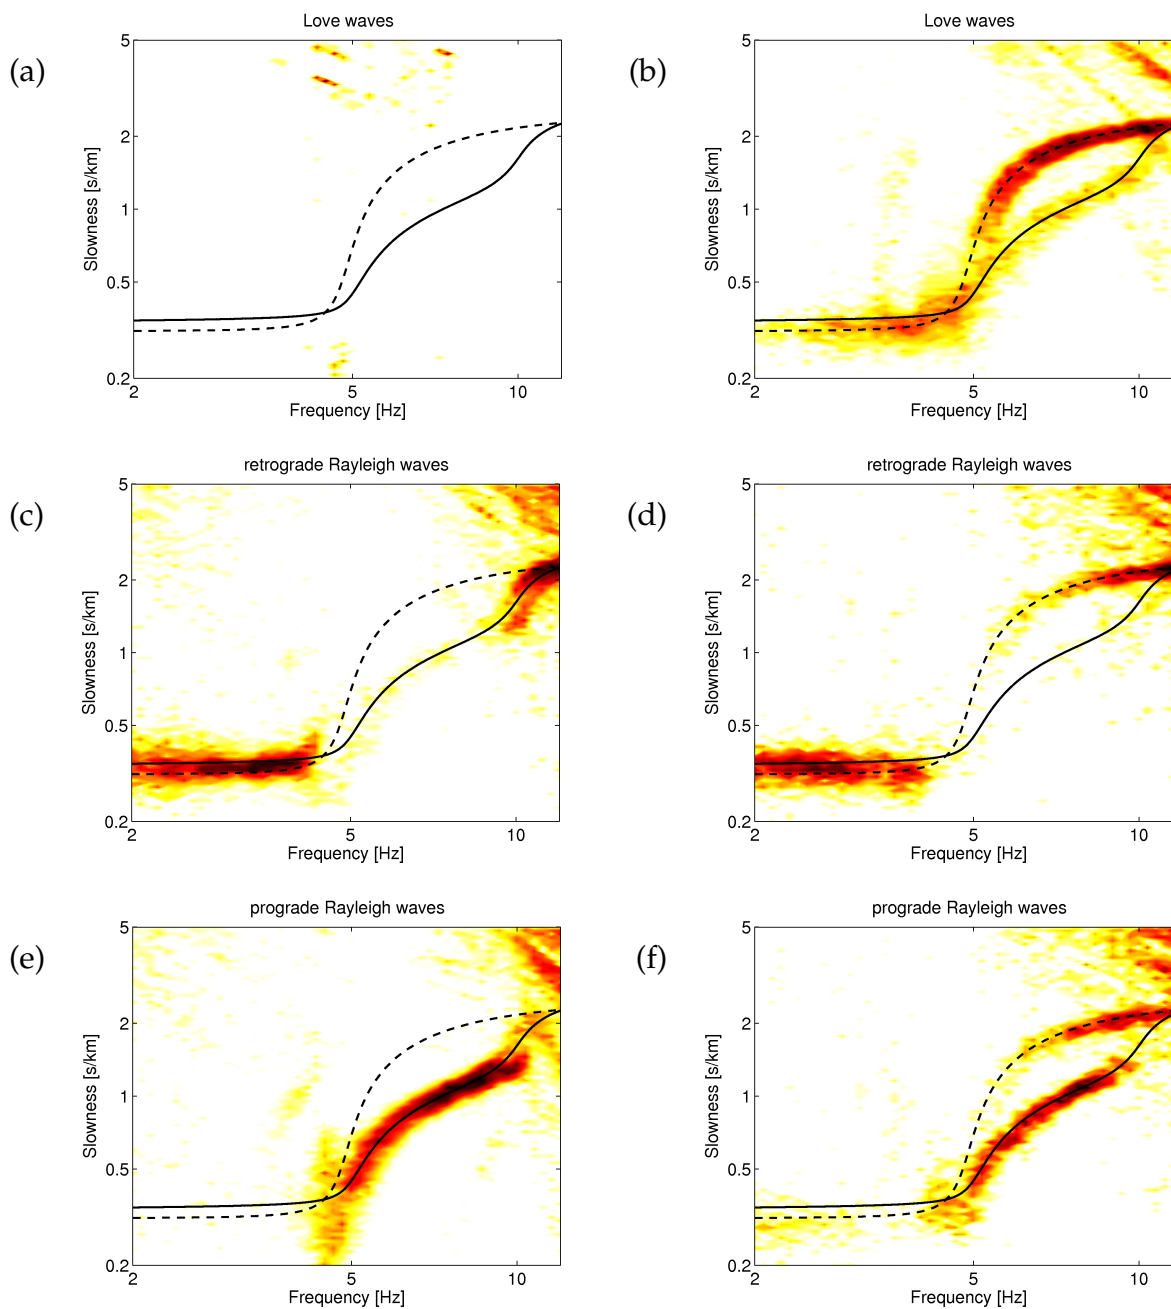 Love waves
(a)
5
2
1
0.5
0.2
Slowness [s/km]
2
5
10
Frequency [Hz]
Love waves
(b)
5
2
1
0.5
0.2
Slowness [s/km]
2
5
10
Frequency [Hz]
retrograde Rayleigh waves
(c)
5
2
1
0.5
0.2
Slowness [s/km]
2
5
10
Frequency [Hz]
retrograde Rayleigh waves
(d)
5
2
1
0.5
0.2
Slowness [s/km]
2
5
10
Frequency [Hz]
prograde Rayleigh waves
(e)
5
2
1
0.5
0.2
Slowness [s/km]
2
5
10
Frequency [Hz]
prograde Rayleigh waves
(f)
5
2
1
0.5
0.2
Slowness [s/km]
2
5
10
Frequency [Hz]